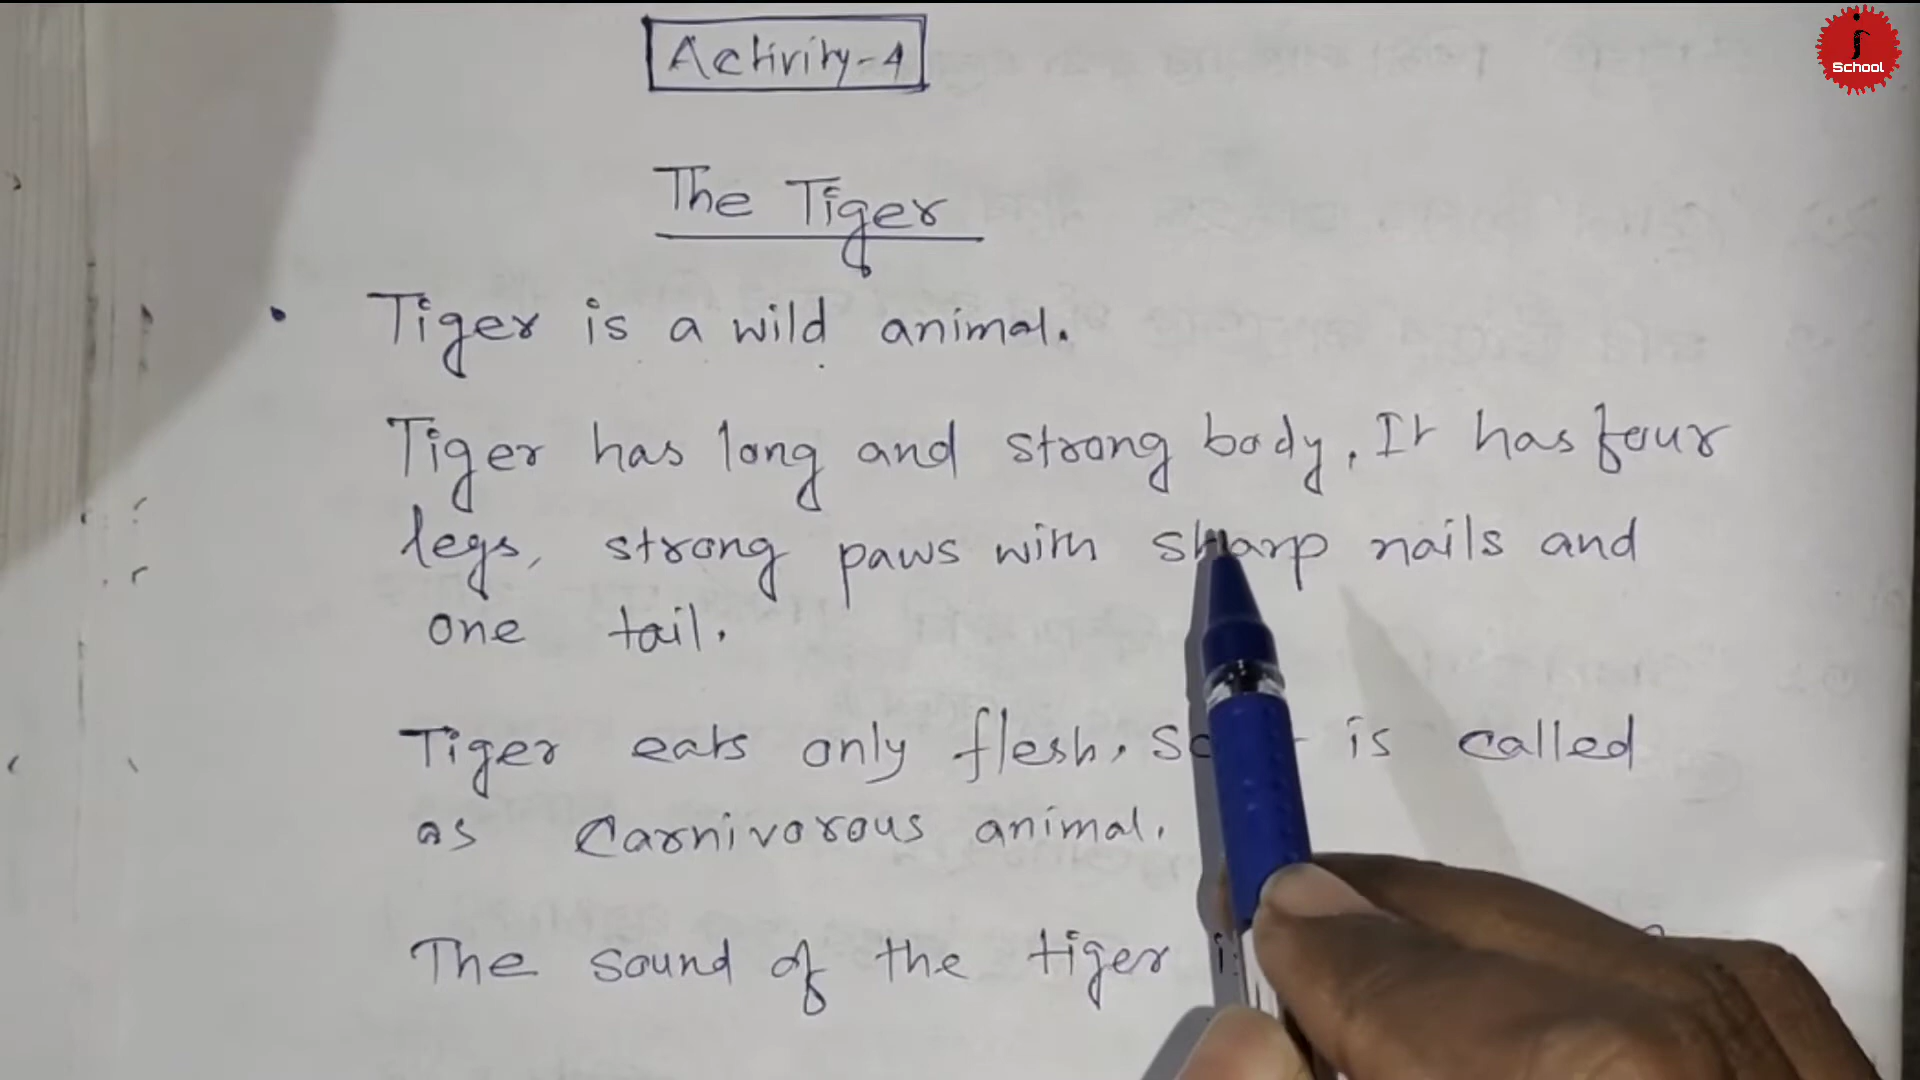 Activity-4
School
The Tiger
Tiger is a wild animal.
Tiger has long and strong body. It has four
legs, strong paws with sharp nails and
one tail.
Tiger eats only flesh. So is called
as Carnivorous animal.
The sound of the tiger